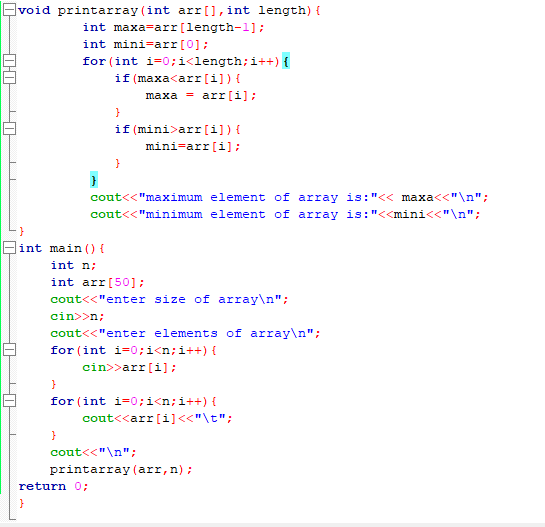 void printarray(int arr[],int length){
int maxa=arr[length-1];
int mini=arr[0];
for(int i=0;i<length;i++){
if(maxa<arr[i]){
maxa = arr[i];
}
if(mini>arr[i]){
mini=arr[i];
}
}
cout<<"maximum element of array is:"<< maxa<<"\n";
cout<<"minimum element of array is:"<<mini<<"\n";
}
int main(){
int n;
int arr[50];
cout<<"enter size of array\n";
cin>>n;
cout<<"enter elements of array\n";
for(int i=0;i<n;i++){
cin>>arr[i];
}
for(int i=0;i<n;i++){
cout<<arr[i]<<"\t";
}
cout<<"\n";
printarray(arr,n);
return 0;
}